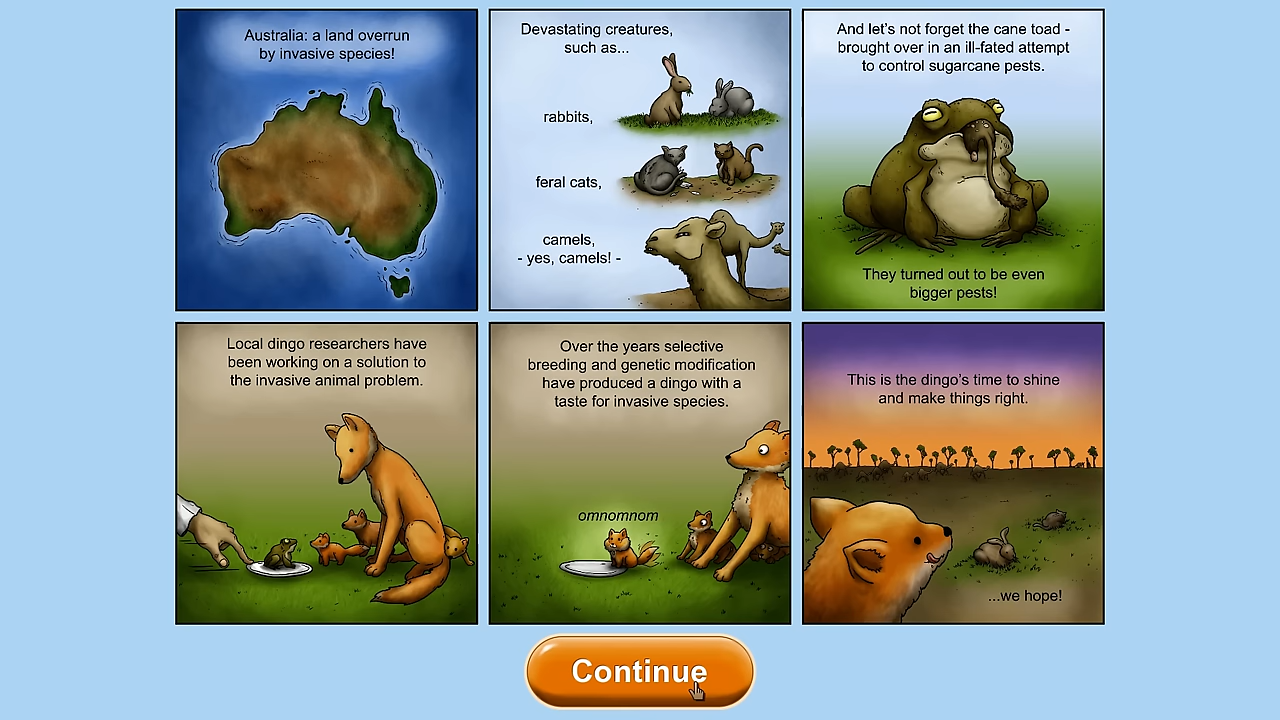 Australia: a land overrun
by invasive species!
Devastating creatures,
such as...
rabbits,
feral cats,
camels,
- yes, camels! -
And let's not forget the cane toad -
brought over in an ill-fated attempt
to control sugarcane pests.
They turned out to be even
bigger pests!
Local dingo researchers have
been working on a solution to
the invasive animal problem.
Over the years selective
breeding and genetic modification
have produced a dingo with a
taste for invasive species.
omnomnom
This is the dingo's time to shine
and make things right.
...we hope!
Continue